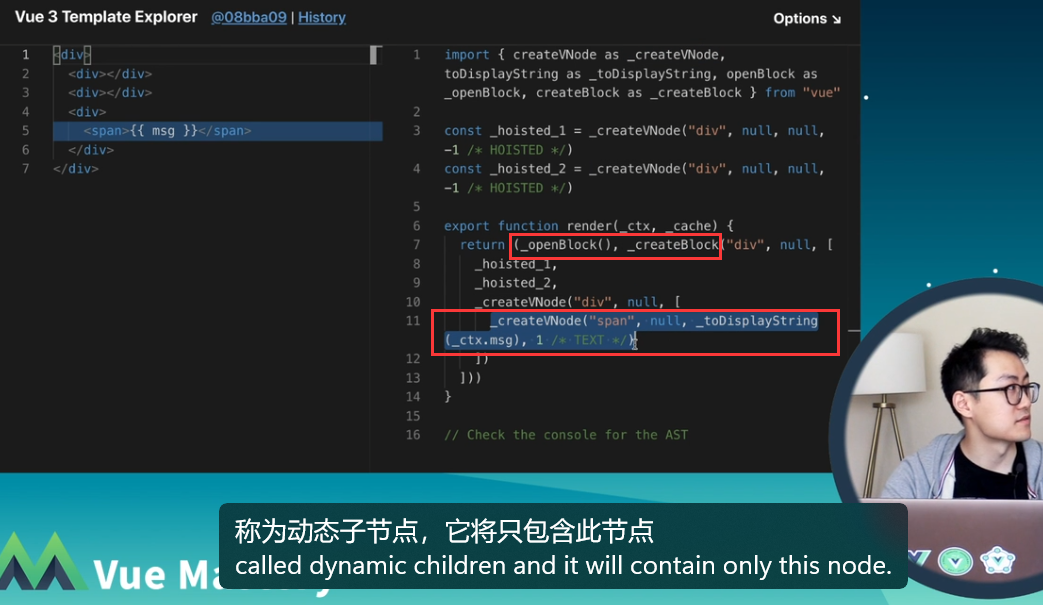 Vue 3 Template Explorer @08bba09 | History
Options ↘
1 <div>
2 <div></div>
3 <div></div>
4 <div>
5 <span>{{ msg }}</span>
6 </div>
7 </div>
1 import { createVNode as _createVNode,
toDisplayString as _toDisplayString, openBlock as
_openBlock, createBlock as _createBlock } from "vue"
2
3 const _hoisted_1 = _createVNode("div", null, null,
-1 /* HOISTED */)
4 const _hoisted_2 = _createVNode("div", null, null,
-1 /* HOISTED */)
5
6 export function render(_ctx, _cache) {
7 return (_openBlock(), _createBlock("div", null, [
8 _hoisted_1,
9 _hoisted_2,
10 _createVNode("div", null, [
11 _createVNode("span", null, _toDisplayString
(_ctx.msg), 1 /* TEXT */)
12 ])
13 ]))
14 }
15
16 // Check the console for the AST
称为动态子节点，它将只包含此节点
called dynamic children and it will contain only this node.
Vue